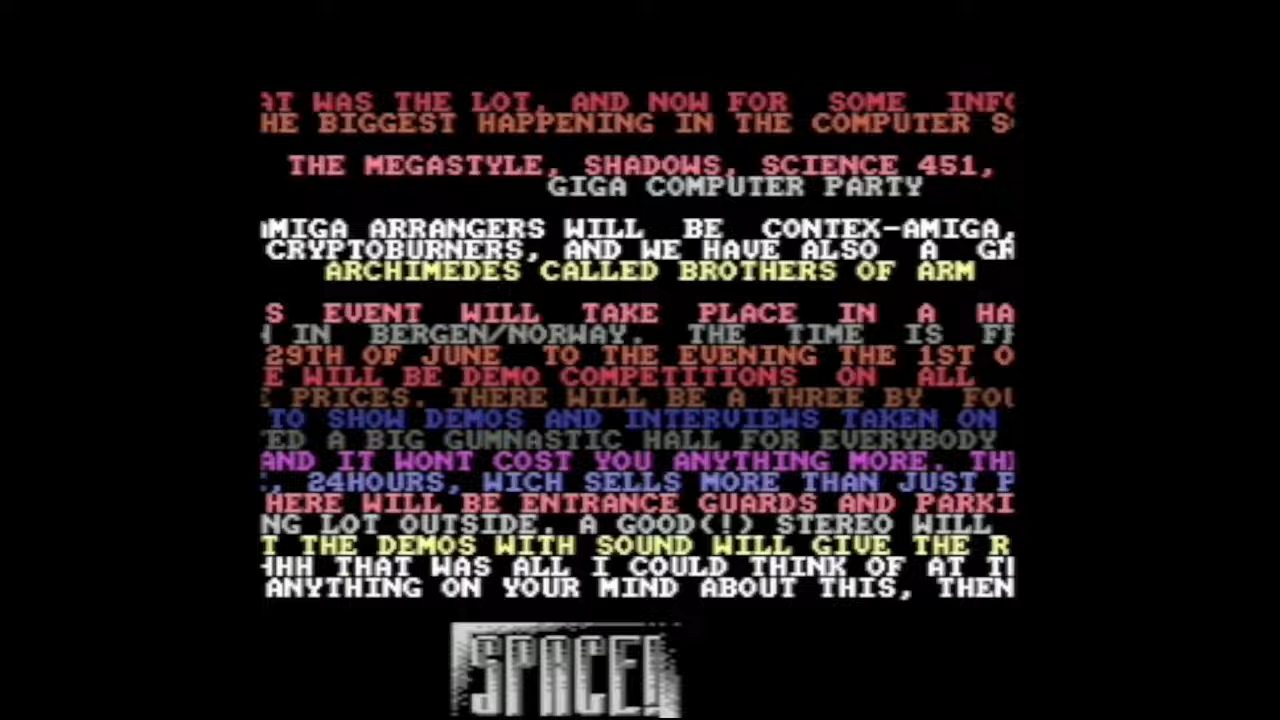 AT WAS THE LOT, AND NOW FOR SOME INFO
HE BIGGEST HAPPENING IN THE COMPUTER S
THE MEGASTYLE, SHADOWS, SCIENCE 451,
GIGA COMPUTER PARTY
AMIGA ARRANGERS WILL BE CONTEX-AMIGA,
CRYPTOBURNERS, AND WE HAVE ALSO A GR
ARCHIMEDES CALLED BROTHERS OF ARM
S EVENT WILL TAKE PLACE IN A HA
H IN BERGEN/NORWAY. THE TIME IS FR
29TH OF JUNE TO THE EVENING THE 1ST O
E WILL BE DEMO COMPETITIONS ON ALL
E PRICES. THERE WILL BE A THREE BY FOU
TO SHOW DEMOS AND INTERVIEWS TAKEN ON
ED A BIG GUMNASTIC HALL FOR EVERYBODY
AND IT WONT COST YOU ANYTHING MORE. THE
, 24HOURS, WICH SELLS MORE THAN JUST P
HERE WILL BE ENTRANCE GUARDS AND PARKI
NG LOT OUTSIDE. A GOOD(!) STEREO WILL
T THE DEMOS WITH SOUND WILL GIVE THE R
HHH THAT WAS ALL I COULD THINK OF AT
ANYTHING ON YOUR MIND ABOUT THIS, THEN
SPACE!